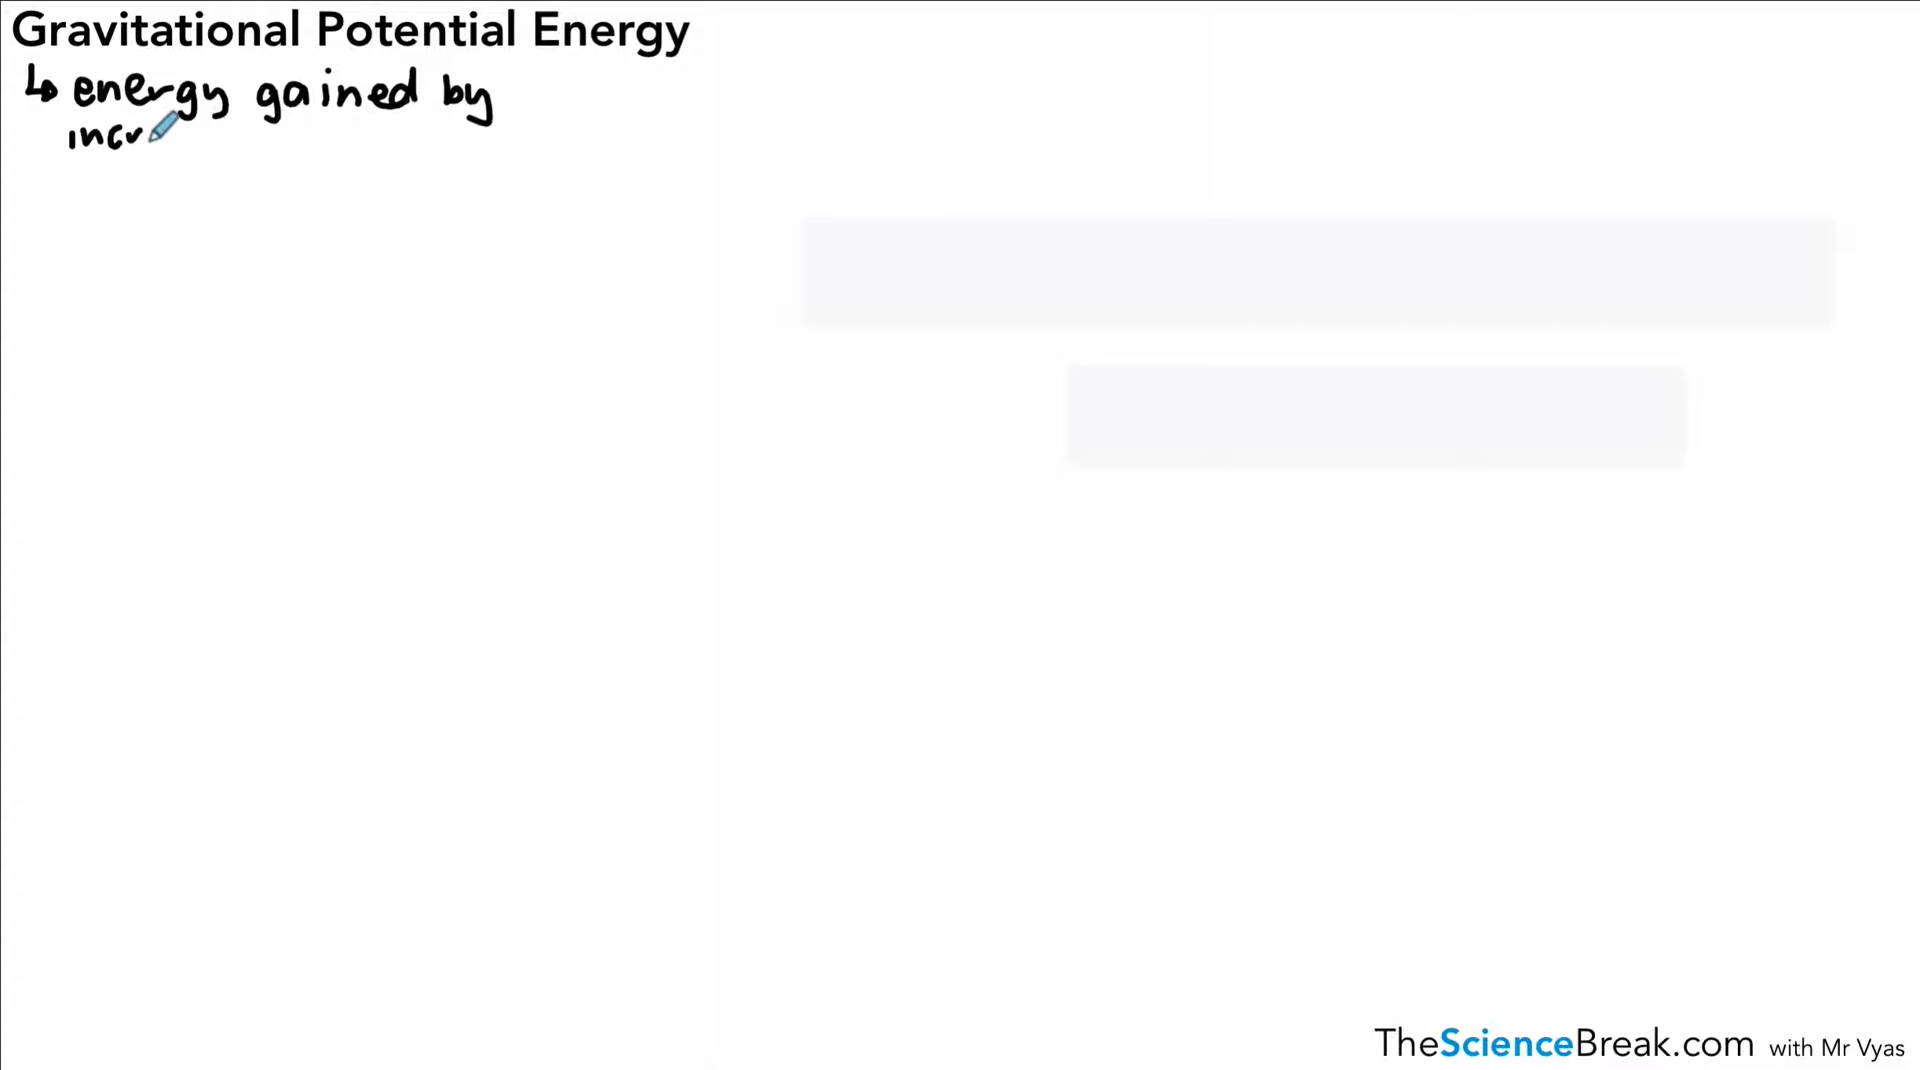 Gravitational Potential Energy
↳ energy gained by
incr
TheScienceBreak.com with Mr Vyas